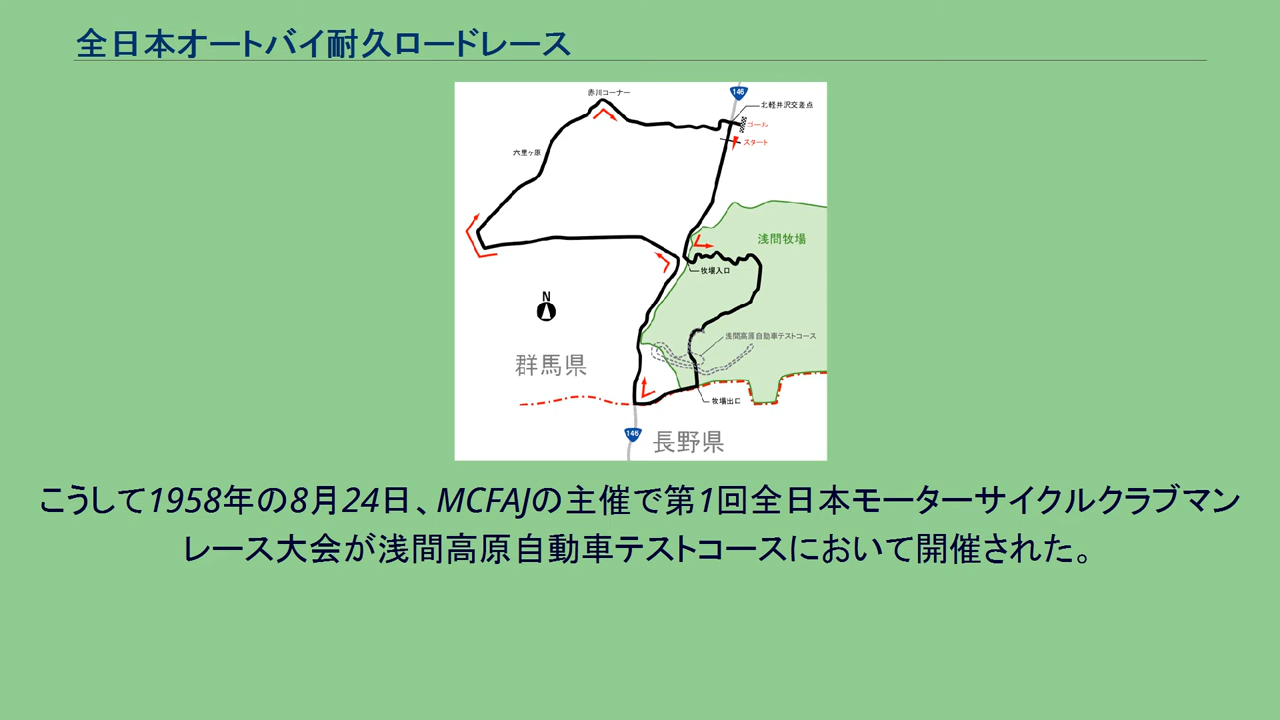 全日本オートバイ耐久ロードレース
赤川コーナー
146
北軽井沢交差点
ゴール
スタート
六里ヶ原
浅間牧場
牧場入口
N
浅間高原自動車テストコース
群馬県
牧場出口
146
長野県
こうして1958年の8月24日、MCFAJの主催で第1回全日本モーターサイクルクラブマン
レース大会が浅間高原自動車テストコースにおいて開催された。